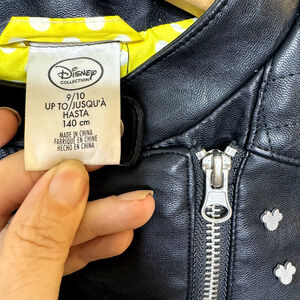 Disney
COLLECTION
9/10
UP TO/JUSQU'À
HASTA
140 cm
MADE IN CHINA
FABRIQUÉ EN CHINE
HECHO EN CHINA